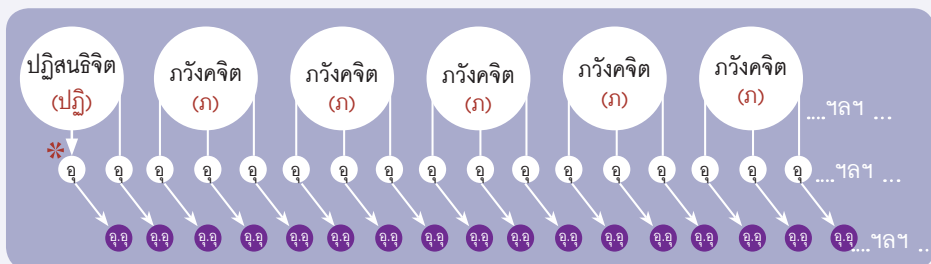 ปฏิสนธิจิต ภวังคจิต ภวังคจิต ภวังคจิต ภวังคจิต ภวังคจิต
(ปฏิ) (ภ) (ภ) (ภ) (ภ) (ภ)
....ฯลฯ ...
* อุ อุ อุ อุ อุ อุ อุ อุ อุ อุ อุ อุ อุ อุ อุ อุ อุ ....ฯลฯ ...
อุ.อุ อุ.อุ อุ.อุ อุ.อุ อุ.อุ อุ.อุ อุ.อุ อุ.อุ อุ.อุ อุ.อุ อุ.อุ อุ.อุ อุ.อุ อุ.อุ อุ.อุ อุ.อุ อุ.อุ ....ฯลฯ ...